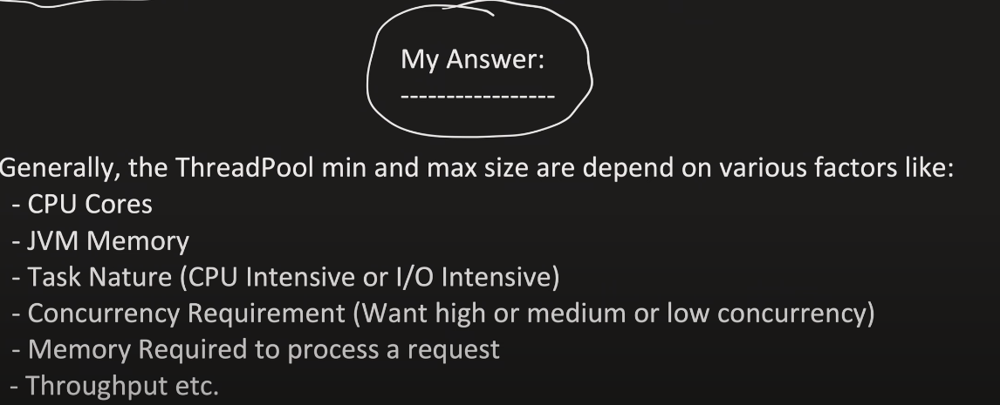 My Answer:
-----------------
Generally, the ThreadPool min and max size are depend on various factors like:
- CPU Cores
- JVM Memory
- Task Nature (CPU Intensive or I/O Intensive)
- Concurrency Requirement (Want high or medium or low concurrency)
- Memory Required to process a request
- Throughput etc.